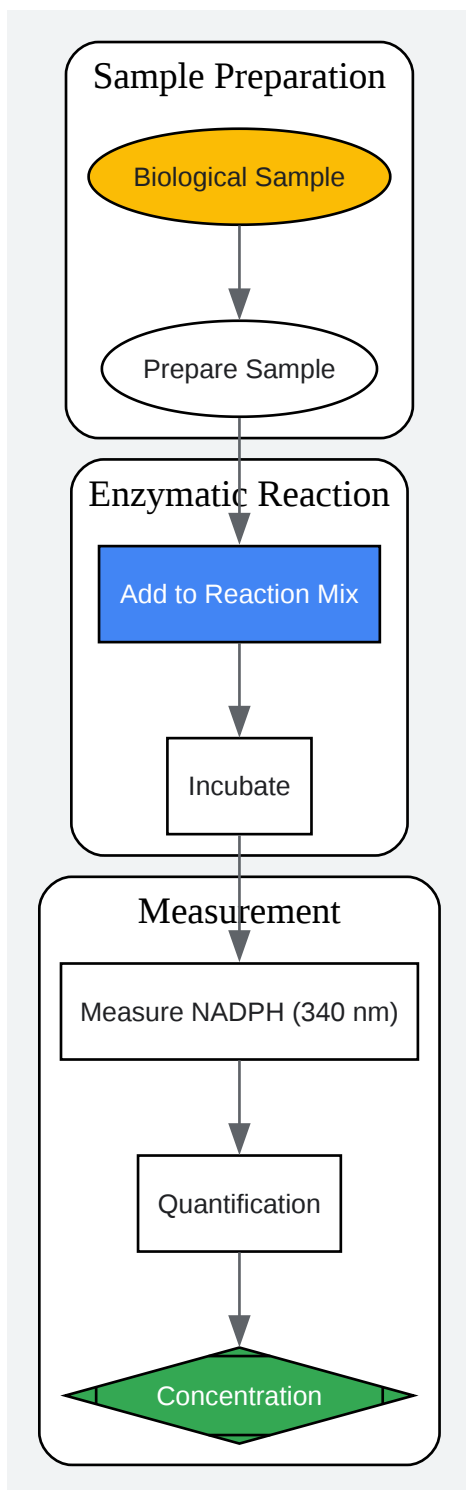 Sample Preparation
Biological Sample
Prepare Sample
Enzymatic Reaction
Add to Reaction Mix
Incubate
Measurement
Measure NADPH (340 nm)
Quantification
Concentration